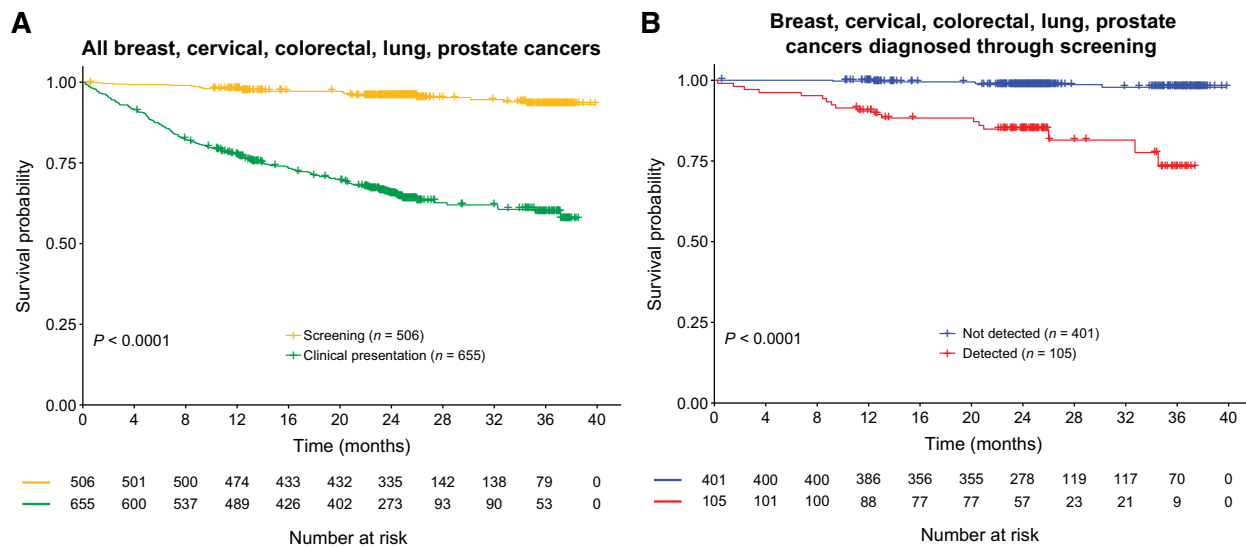 A
All breast, cervical, colorectal, lung, prostate cancers
1.00
0.75
0.50
0.25
0.00
Survival probability
P < 0.0001
Screening (n = 506)
Clinical presentation (n = 655)
0 4 8 12 16 20 24 28 32 36 40
Time (months)
506 501 500 474 433 432 335 142 138 79 0
655 600 537 489 426 402 273 93 90 53 0
Number at risk
B
Breast, cervical, colorectal, lung, prostate
cancers diagnosed through screening
1.00
0.75
0.50
0.25
0.00
Survival probability
P < 0.0001
Not detected (n = 401)
Detected (n = 105)
0 4 8 12 16 20 24 28 32 36 40
Time (months)
401 400 400 386 356 355 278 119 117 70 0
105 101 100 88 77 77 57 23 21 9 0
Number at risk